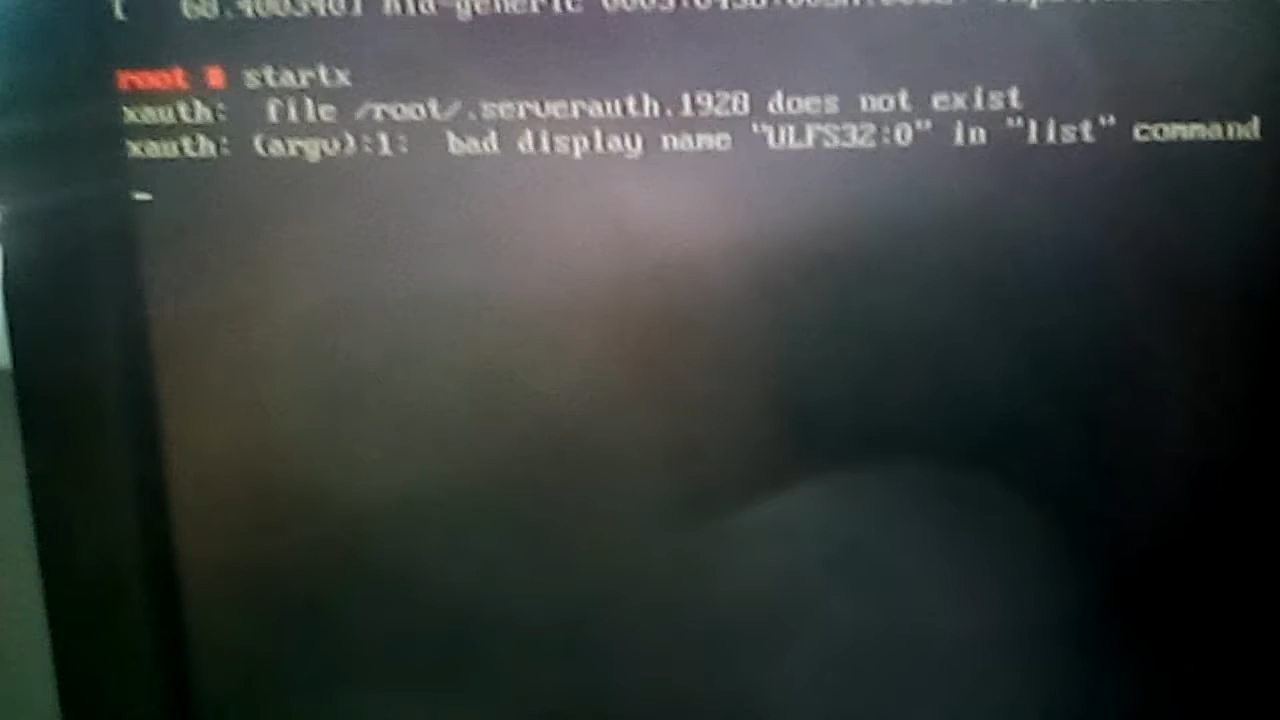 root # startx
xauth: file /root/.serverauth.1928 does not exist
xauth: (argv):1: bad display name "ULFS32:0" in "list" command